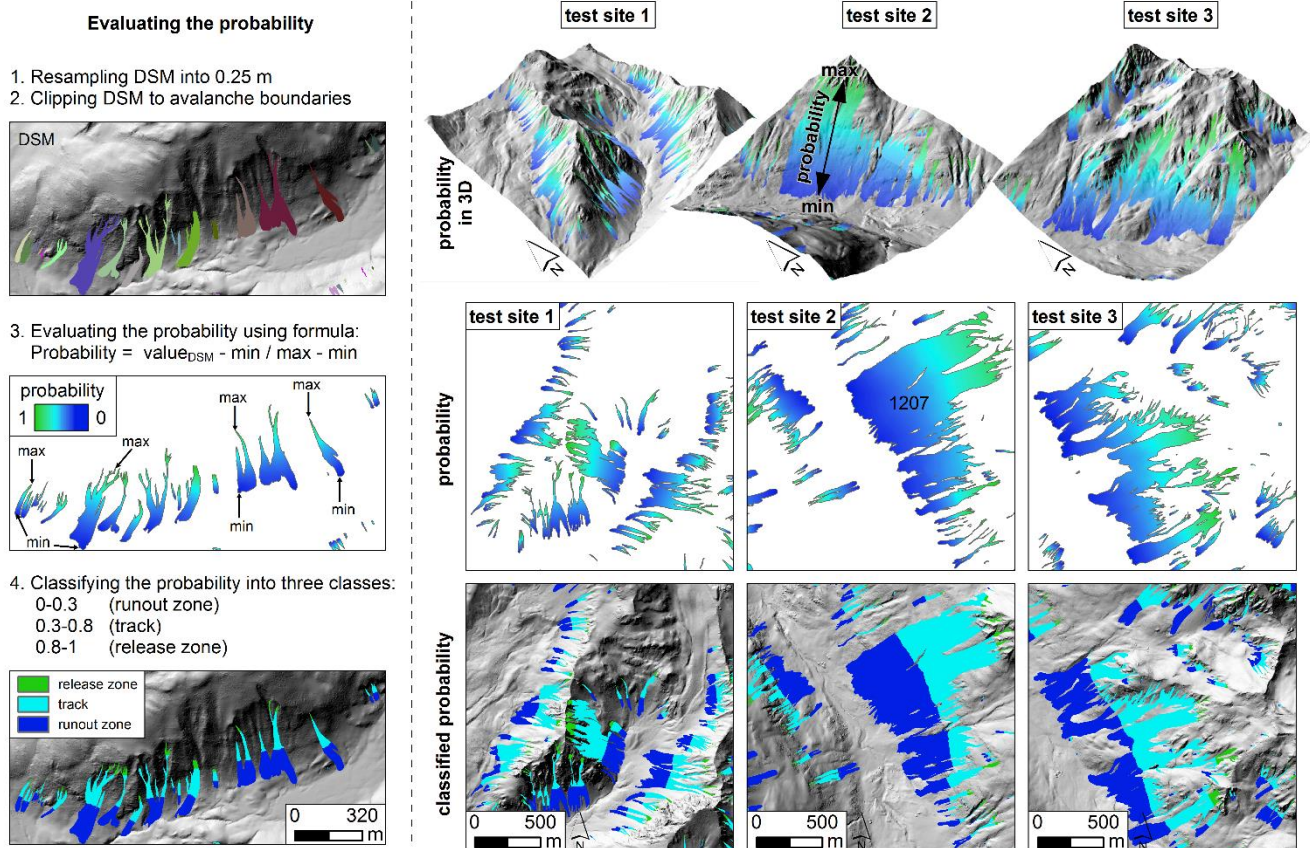 Evaluating the probability
1. Resampling DSM into 0.25 m
2. Clipping DSM to avalanche boundaries
DSM
3. Evaluating the probability using formula:
Probability = value_DSM - min / max - min
probability
1 0
max
max
max
max
min
min
min
4. Classifying the probability into three classes:
0-0.3 (runout zone)
0.3-0.8 (track)
0.8-1 (release zone)
release zone
track
runout zone
0 320
m
test site 1
test site 2
test site 3
probability in 3D
max
probability
min
N
N
N
probability
test site 1
test site 2
test site 3
1207
classified probability
0 500
m
N
0 500
m
0 500
m